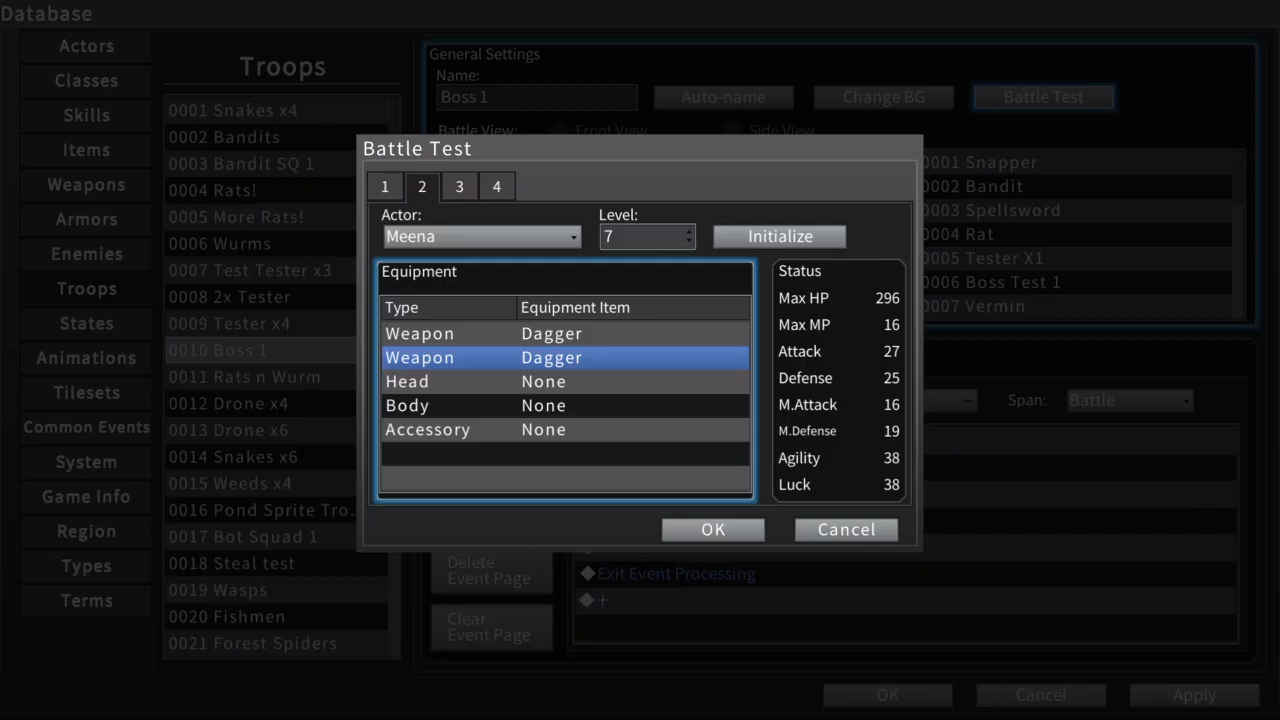 Database
Actors
Classes
Skills
Items
Weapons
Armors
Enemies
Troops
States
Animations
Tilesets
Common Events
System
Game Info
Region
Types
Terms
Troops
0001 Snakes x4
0002 Bandits
0003 Bandit SQ 1
0004 Rats!
0005 More Rats!
0006 Wurms
0007 Test Tester x3
0008 2x Tester
0009 Tester x4
0010 Boss 1
0011 Rats n Wurm
0012 Drone x4
0013 Drone x6
0014 Snakes x6
0015 Weeds x4
0016 Pond Sprite Tro.
0017 Bot Squad 1
0018 Steal test
0019 Wasps
0020 Fishmen
0021 Forest Spiders
General Settings
Name:
Boss 1
Auto-name
Change BG
Battle Test
Battle View:
Front View
Side View
0001 Snapper
0002 Bandit
0003 Spellsword
0004 Rat
0005 Tester X1
0006 Boss Test 1
0007 Vermin
Battle Test
1 2 3 4
Actor:
Meena
Level:
7
Initialize
Equipment
Type Equipment Item
Weapon Dagger
Weapon Dagger
Head None
Body None
Accessory None
Status
Max HP 296
Max MP 16
Attack 27
Defense 25
M.Attack 16
M.Defense 19
Agility 38
Luck 38
OK
Cancel
... Span: Battle
Delete
Event Page
Clear
Event Page
◆Exit Event Processing
◆+
OK
Cancel
Apply